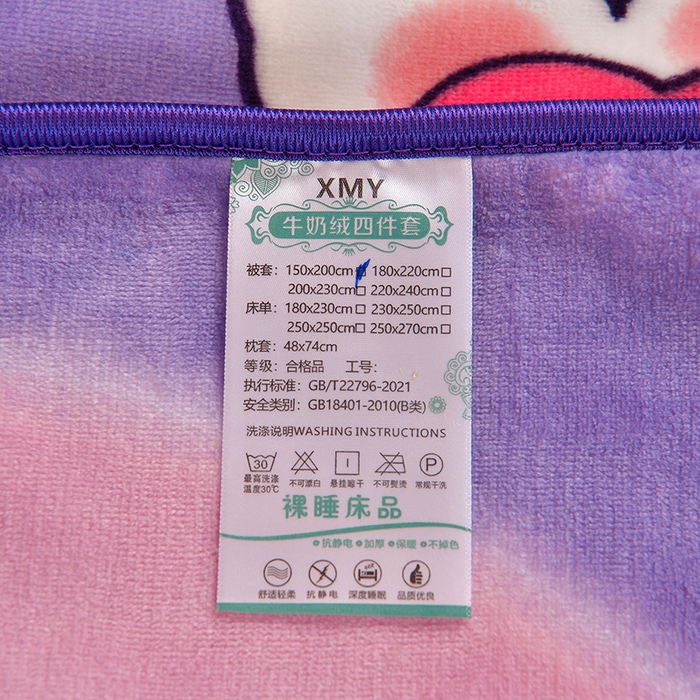 XMY
牛奶绒四件套
被套：150x200cm☑ 180x220cm□
200x230cm□ 220x240cm□
床单：180x230cm□ 230x250cm□
250x250cm□ 250x270cm□
枕套：48x74cm
等级：合格品 工号：
执行标准：GB/T22796-2021
安全类别：GB18401-2010(B类)
洗涤说明WASHING INSTRUCTIONS
30 P
最高洗涤温度30℃ 不可漂白 悬挂晾干 不可熨烫 常规干洗
裸睡床品
抗静电 加厚 保暖 不掉色
舒适轻柔 抗静电 深度睡眠 品质优良